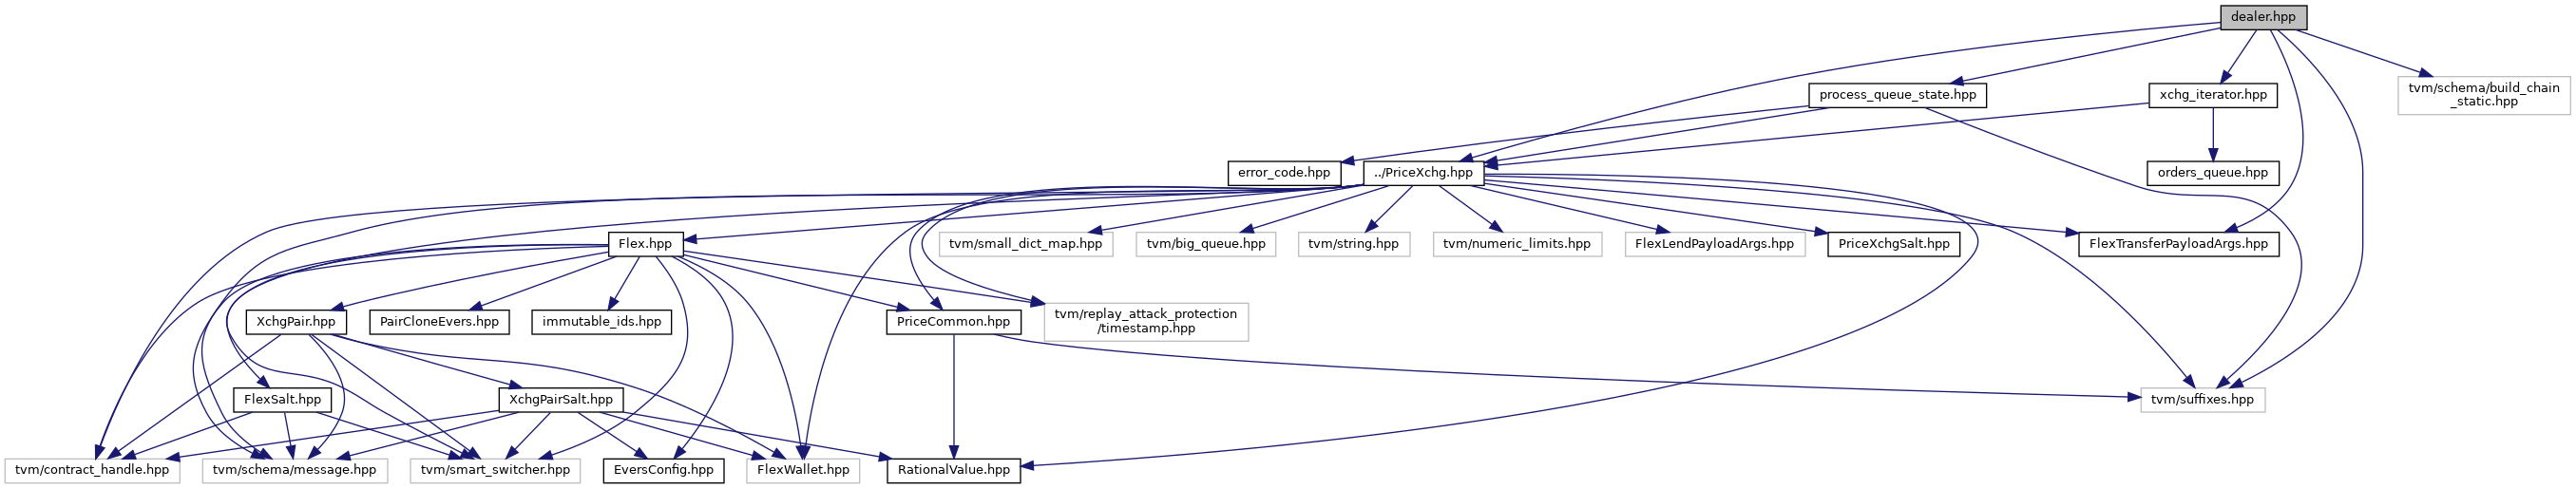 dealer.hpp
process_queue_state.hpp
xchg_iterator.hpp
tvm/schema/build_chain
_static.hpp
error_code.hpp
../PriceXchg.hpp
orders_queue.hpp
Flex.hpp
tvm/small_dict_map.hpp
tvm/big_queue.hpp
tvm/string.hpp
tvm/numeric_limits.hpp
FlexLendPayloadArgs.hpp
PriceXchgSalt.hpp
FlexTransferPayloadArgs.hpp
XchgPair.hpp
PairCloneEvers.hpp
immutable_ids.hpp
PriceCommon.hpp
tvm/replay_attack_protection
/timestamp.hpp
FlexSalt.hpp
XchgPairSalt.hpp
tvm/suffixes.hpp
tvm/contract_handle.hpp
tvm/schema/message.hpp
tvm/smart_switcher.hpp
EversConfig.hpp
FlexWallet.hpp
RationalValue.hpp